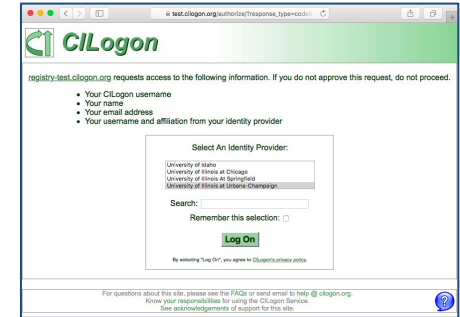 test.cilogon.org/authorize/?response_type=code&
CILogon
registry-test.cilogon.org requests access to the following information. If you do not approve this request, do not proceed.
• Your CILogon username
• Your name
• Your email address
• Your username and affiliation from your identity provider
Select An Identity Provider:
University of Idaho
University of Illinois at Chicago
University of Illinois At Springfield
University of Illinois at Urbana-Champaign
Search:
Remember this selection:
Log On
By selecting "Log On", you agree to CILogon's privacy policy.
For questions about this site, please see the FAQs or send email to help @ cilogon.org.
Know your responsibilities for using the CILogon Service.
See acknowledgements of support for this site.
?